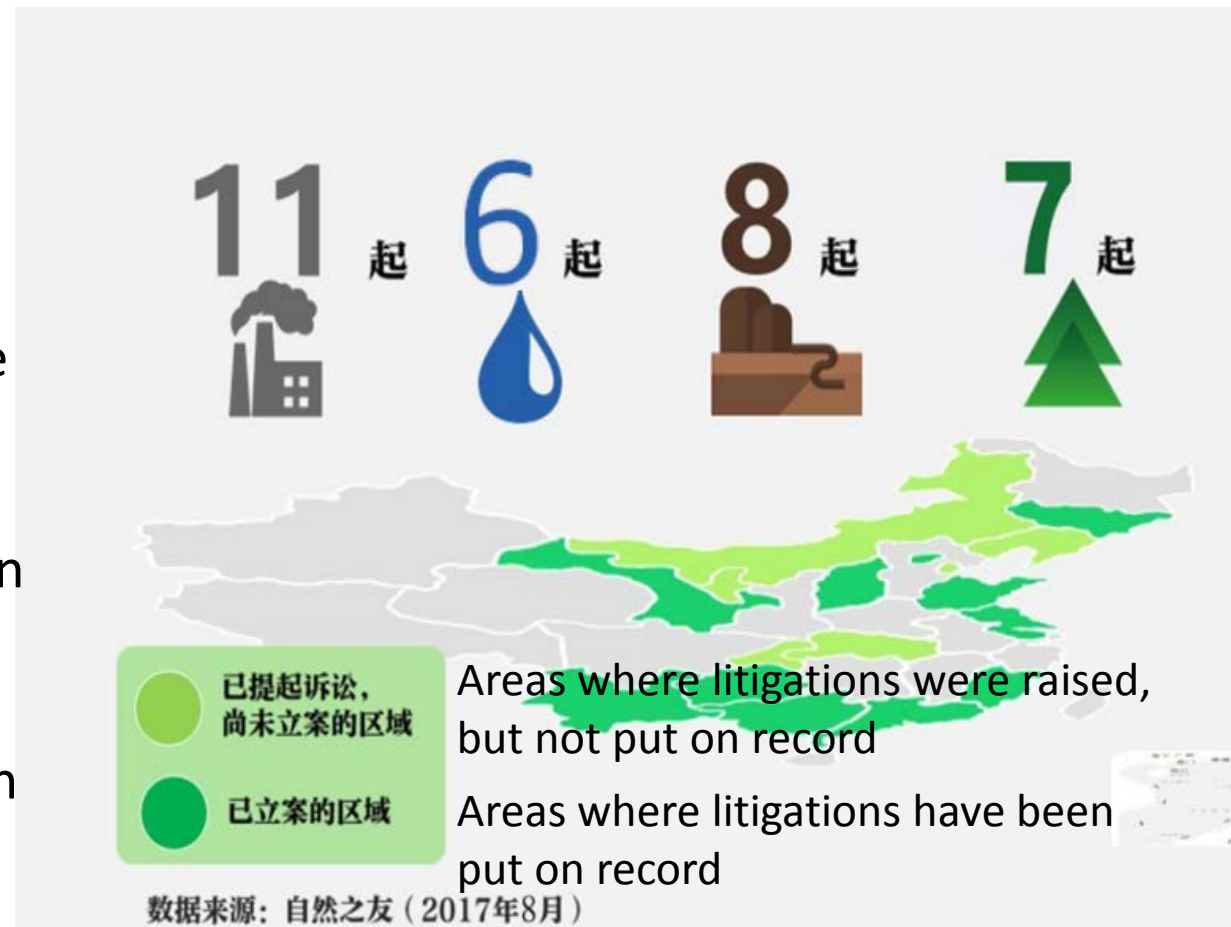 11 起 6 起 8 起 7 起
e
n
n
已提起诉讼，
尚未立案的区域
Areas where litigations were raised,
but not put on record
已立案的区域
Areas where litigations have been
put on record
数据来源：自然之友（2017年8月）